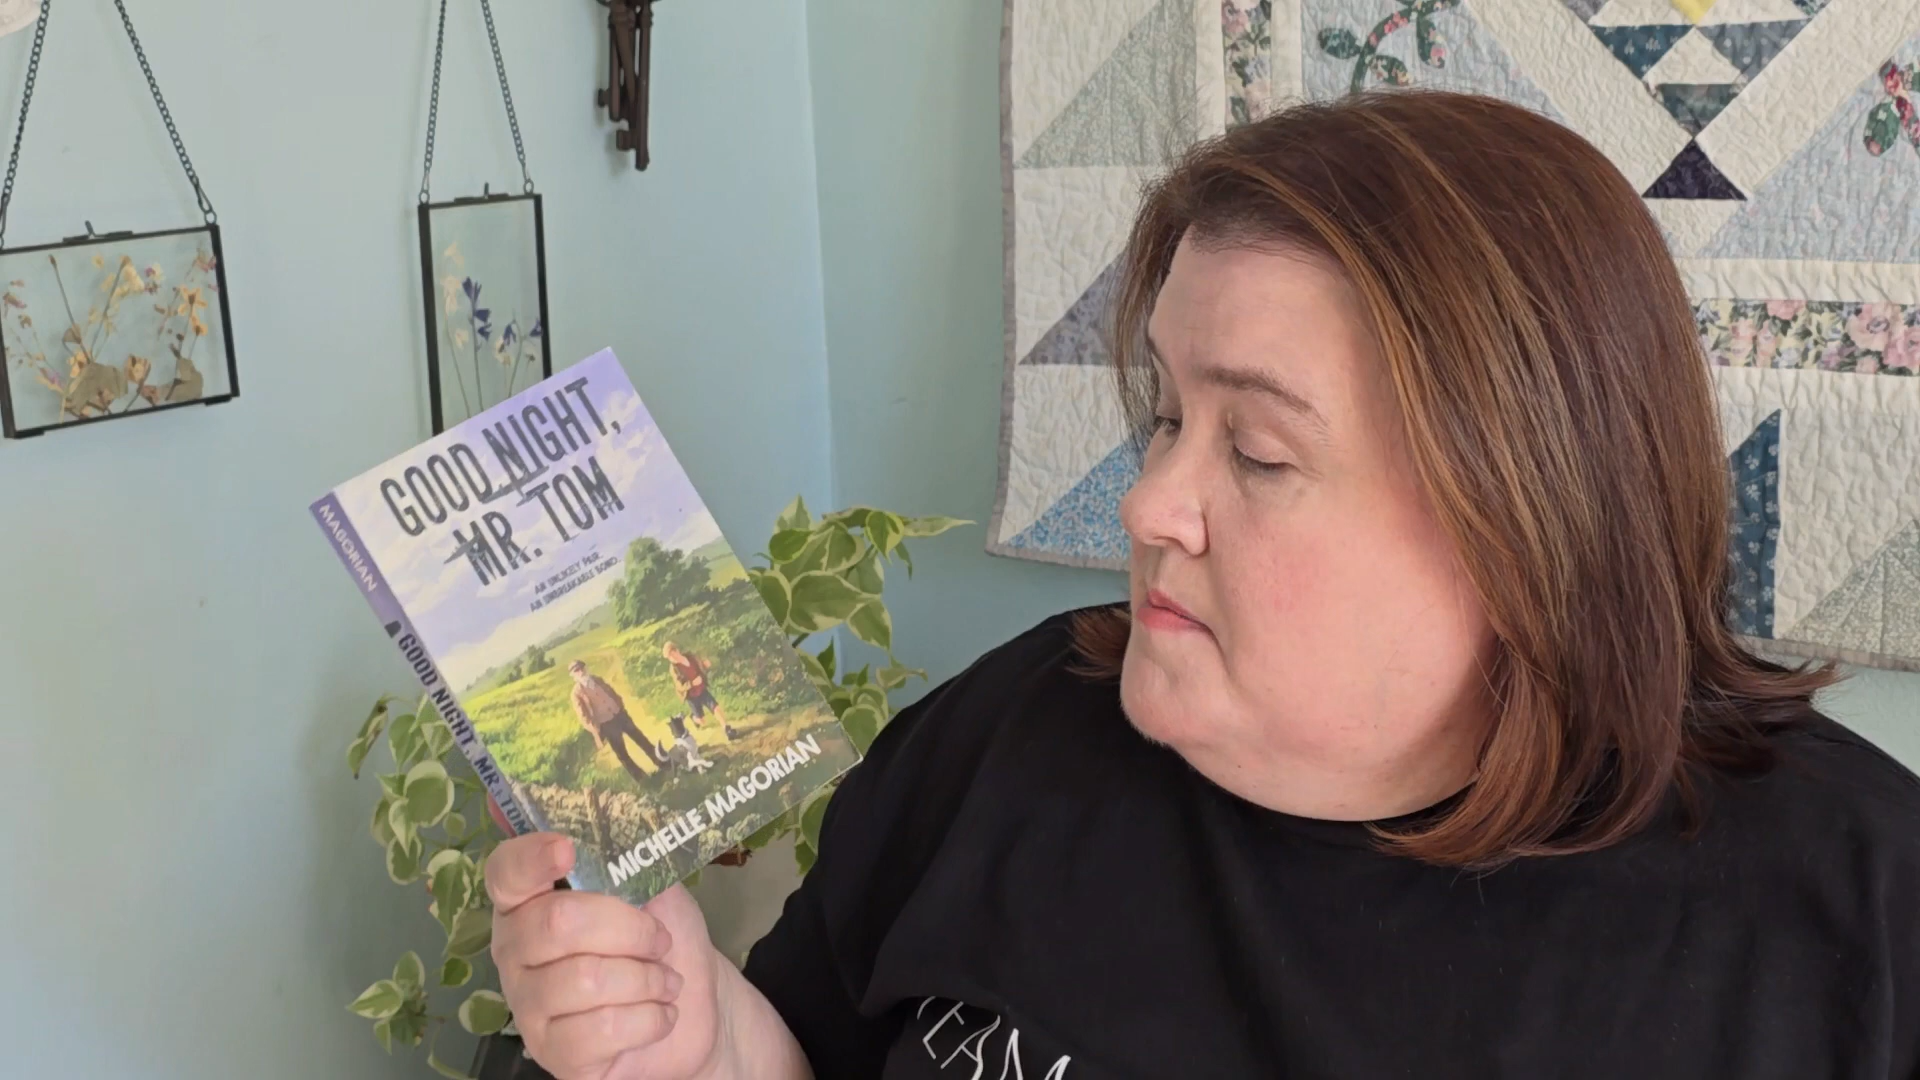 GOOD NIGHT,
MR. TOM
AN UNLIKELY PAIR.
AN UNBREAKABLE BOND.
MICHELLE MAGORIAN
MAGORIAN
GOOD NIGHT, MR. TOM